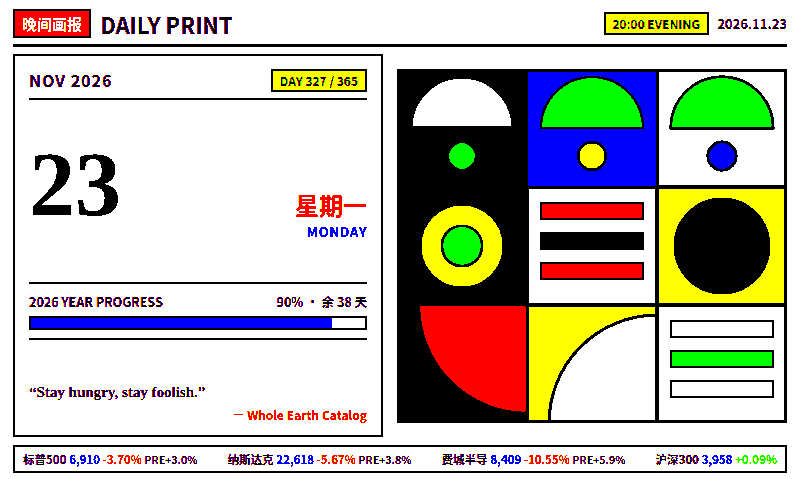 晚间画报 DAILY PRINT 20:00 EVENING 2026.11.23
NOV 2026 DAY 327 / 365
23
星期一
MONDAY
2026 YEAR PROGRESS 90% · 余 38 天
“Stay hungry, stay foolish.”
— Whole Earth Catalog
标普500 6,910 -3.70% PRE+3.0% 纳斯达克 22,618 -5.67% PRE+3.8% 费城半导 8,409 -10.55% PRE+5.9% 沪深300 3,958 +0.09%